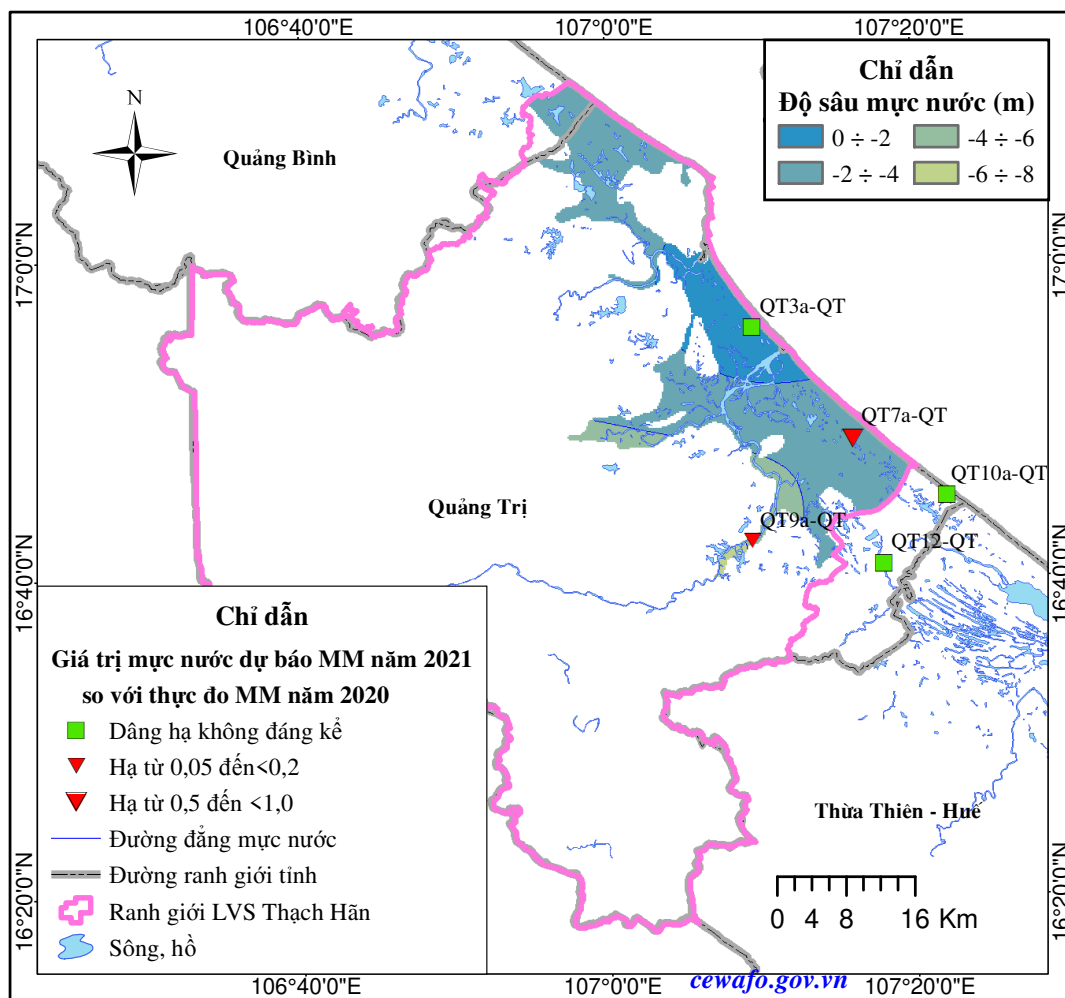 106°40'0"E
107°0'0"E
107°20'0"E
Chỉ dẫn
Độ sâu mực nước (m)
0 ÷ -2
-4 ÷ -6
-2 ÷ -4
-6 ÷ -8
N
Quảng Bình
17°0'0"N
17°0'0"N
QT3a-QT
QT7a-QT
QT10a-QT
Quảng Trị
QT9a-QT
QT12-QT
16°40'0"N
16°40'0"N
Chỉ dẫn
Giá trị mực nước dự báo MM năm 2021
so với thực đo MM năm 2020
Dâng hạ không đáng kể
Hạ từ 0,05 đến<0,2
Hạ từ 0,5 đến <1,0
Đường đẳng mực nước
Đường ranh giới tỉnh
Ranh giới LVS Thạch Hãn
Sông, hồ
Thừa Thiên - Huế
0 4 8 16 Km
16°20'0"N
16°20'0"N
cewafo.gov.vn
106°40'0"E
107°0'0"E
107°20'0"E